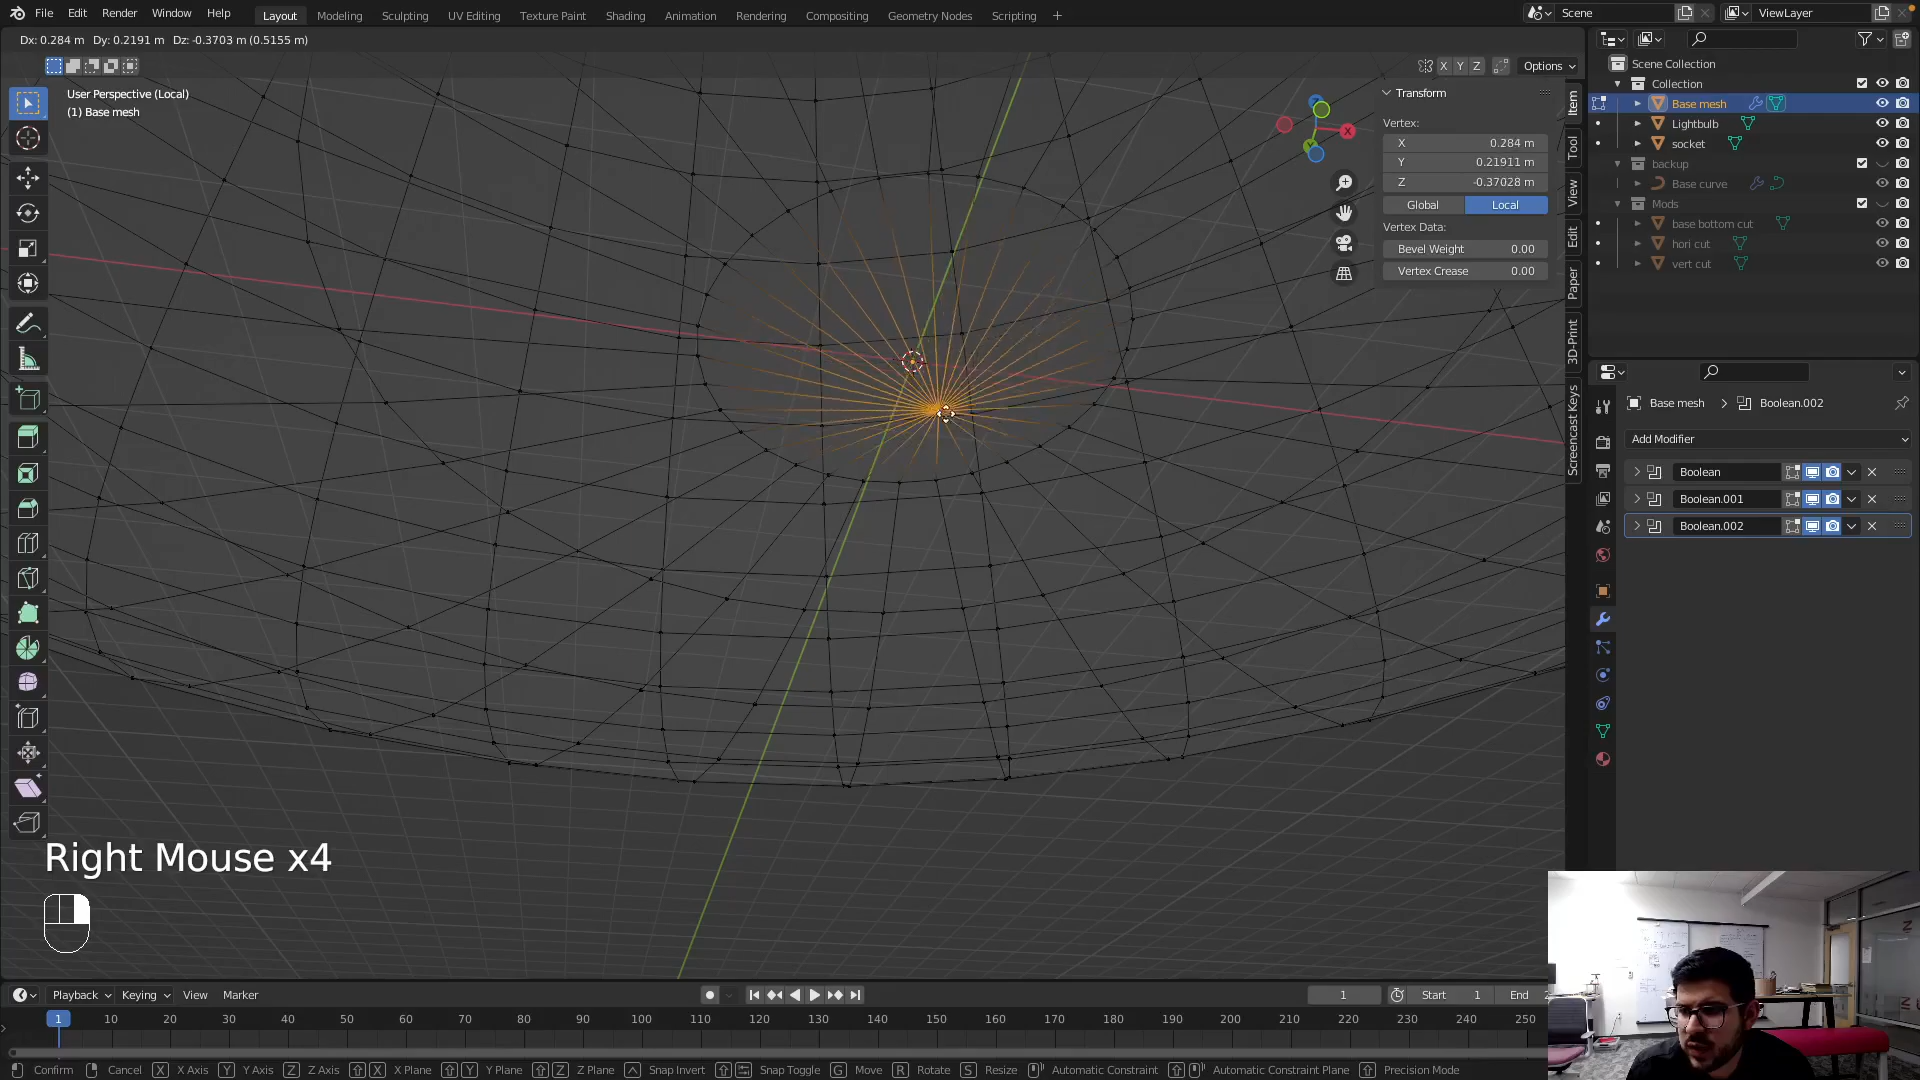 File Edit Render Window Help Layout Modeling Sculpting UV Editing Texture Paint Shading Animation Rendering Compositing Geometry Nodes Scripting + Scene ViewLayer
Dx: 0.284 m Dy: 0.2191 m Dz: -0.3703 m (0.5155 m)
X Y Z Options
User Perspective (Local)
(1) Base mesh
Transform
Vertex:
X 0.284 m
Y 0.21911 m
Z -0.37028 m
Global Local
Vertex Data:
Bevel Weight 0.00
Vertex Crease 0.00
X
Item
Tool
View
Edit
Paper
3D-Print
Screencast Keys
Scene Collection
Collection
Base mesh
Lightbulb
socket
backup
Base curve
Mods
base bottom cut
hori cut
vert cut
Base mesh > Boolean.002
Add Modifier
Boolean
Boolean.001
Boolean.002
Right Mouse x4
Playback Keying View Marker 1 Start 1 End 2
1 10 20 30 40 50 60 70 80 90 100 110 120 130 140 150 160 170 180 190 200 210 220 230 240 250
Confirm Cancel X X Axis Y Y Axis Z Z Axis X X Plane Y Y Plane Z Z Plane Snap Invert Snap Toggle G Move R Rotate S Resize Automatic Constraint Automatic Constraint Plane Precision Mode